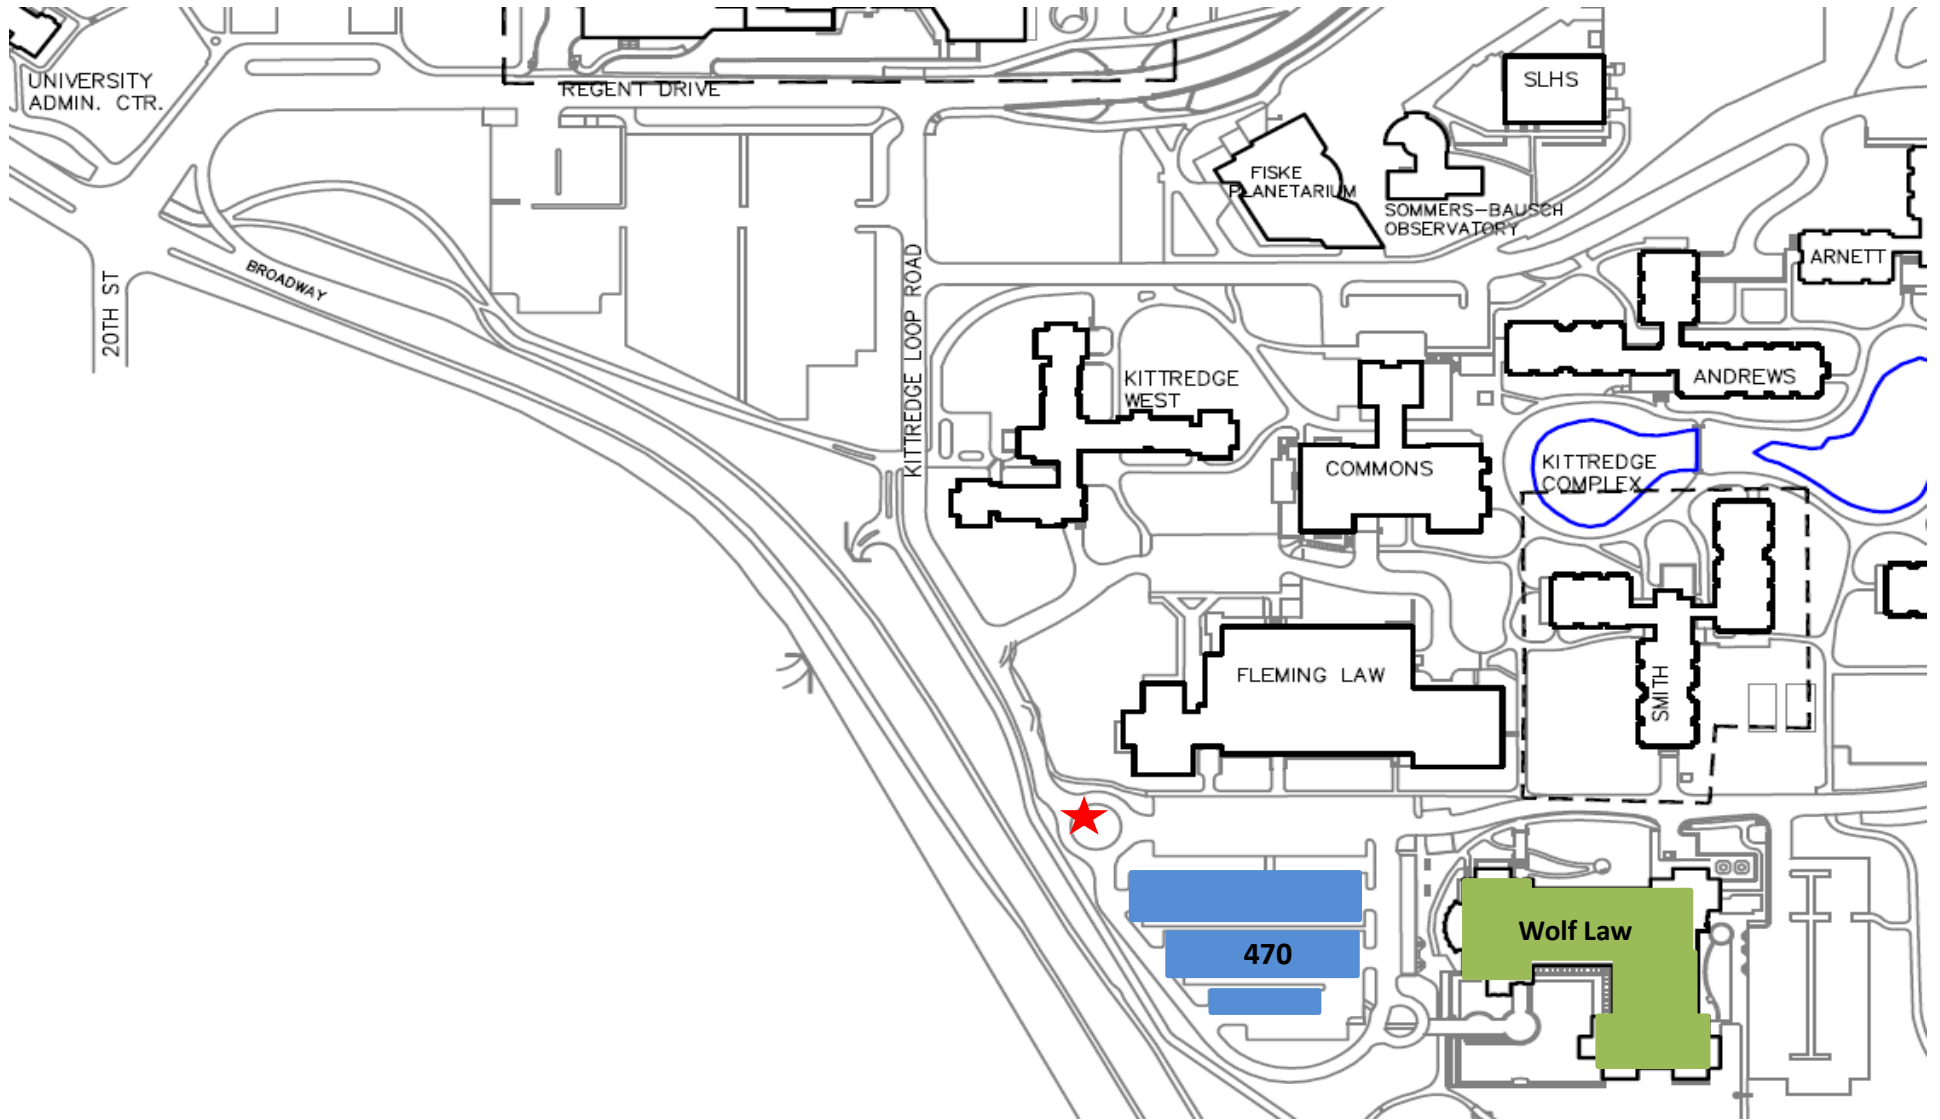 UNIVERSITY
ADMIN. CTR.
REGENT DRIVE
SLHS
FISKE
PLANETARIUM
SOMMERS-BAUSCH
OBSERVATORY
ARNETT
BROADWAY
20TH ST
KITTREDGE LOOP ROAD
KITTREDGE
WEST
ANDREWS
COMMONS
KITTREDGE
COMPLEX
FLEMING LAW
SMITH
Wolf Law
470